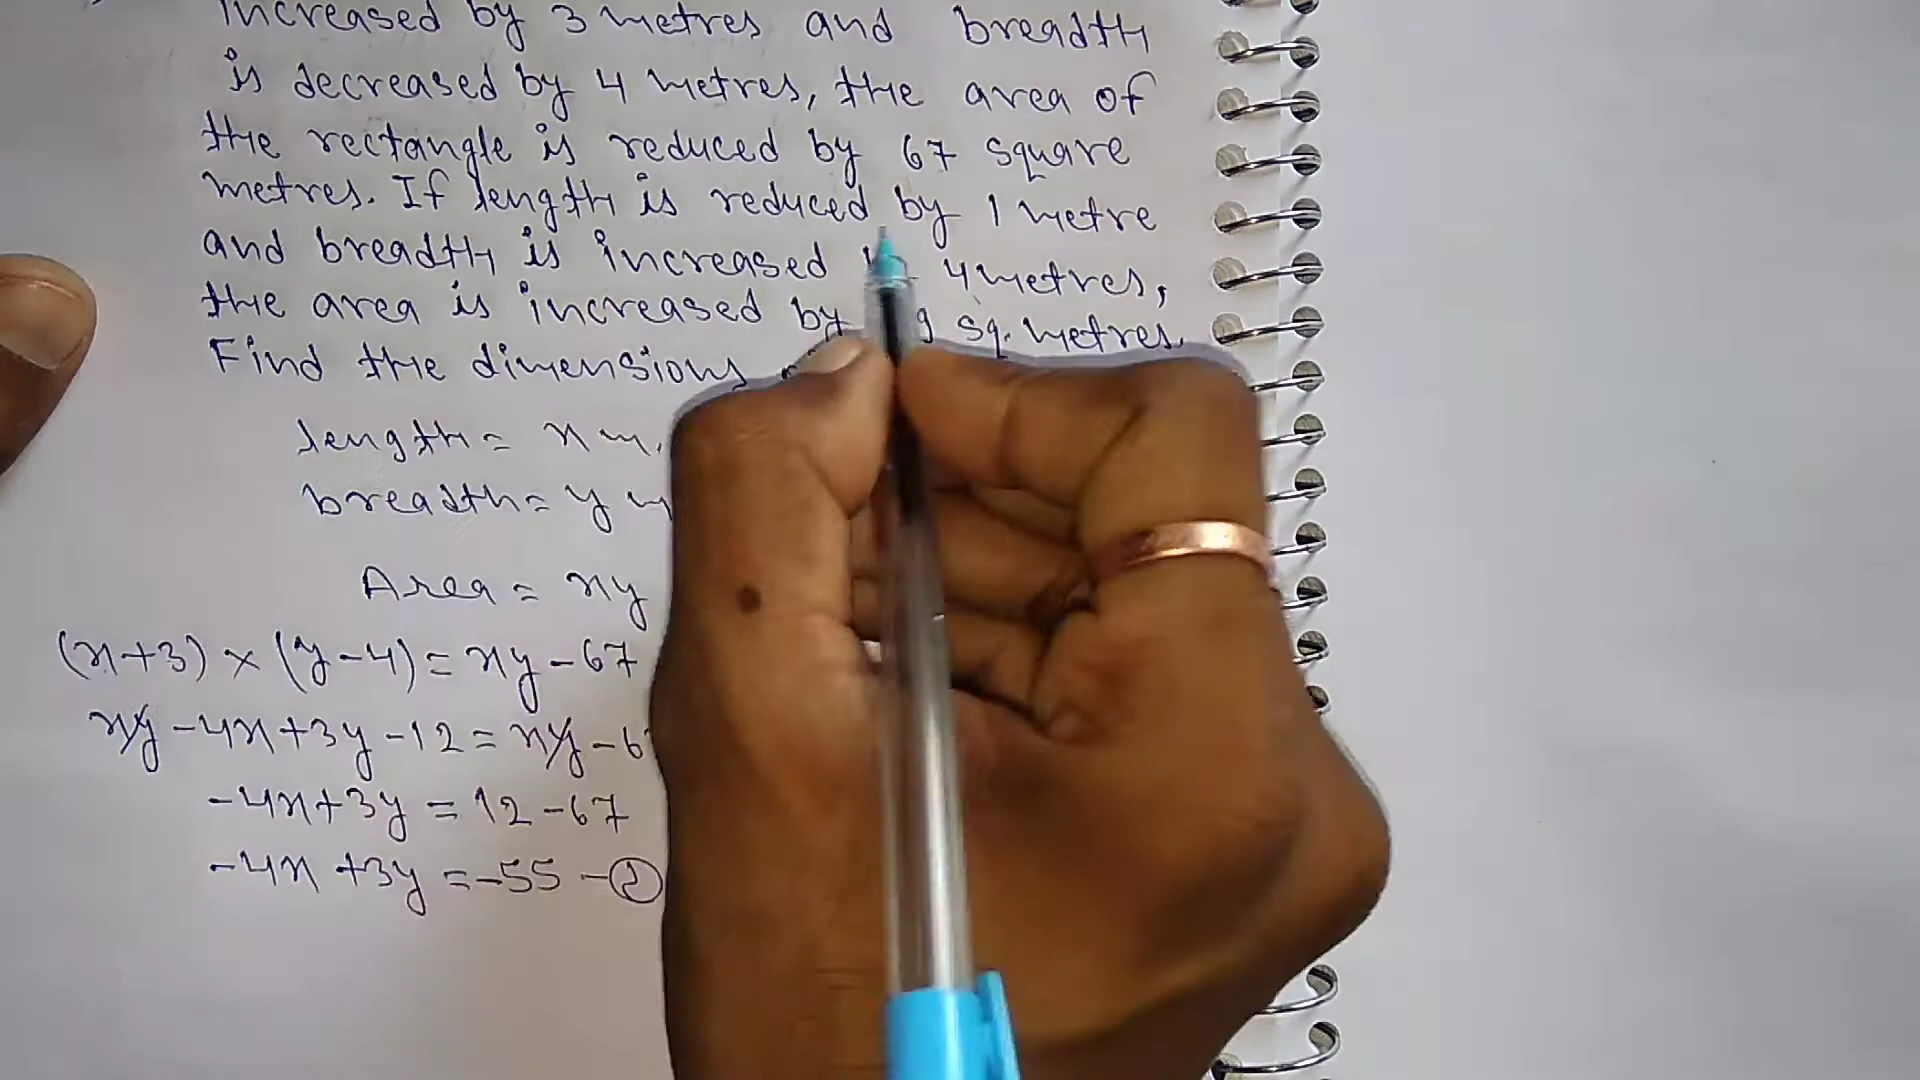 increased by 3 metres and breadth
is decreased by 4 metres, the area of
the rectangle is reduced by 67 square
metres. If length is reduced by 1 metre
and breadth is increased 4 metres,
the area is increased by sq. metres.
Find the dimensions
length = x m.
breadth = y m
Area = xy
(x+3) × (y-4) = xy - 67
xy - 4x + 3y - 12 = xy - 6
-4x + 3y = 12 - 67
-4x + 3y = -55 -